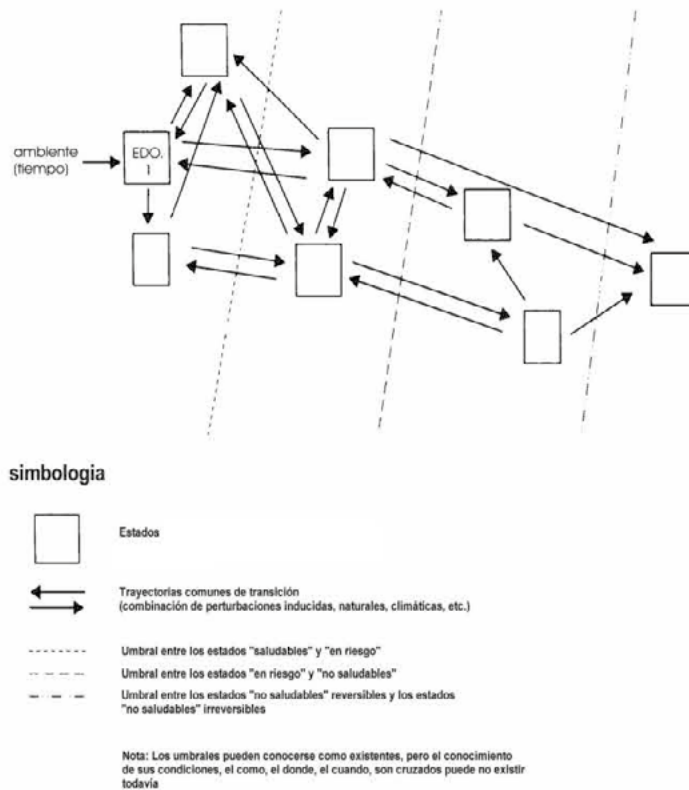 ambiente
(tiempo)
EDO.
1
simbologia
Estados
Trayectorias comunes de transición
(combinación de perturbaciones inducidas, naturales, climáticas, etc.)
Umbral entre los estados "saludables" y "en riesgo"
Umbral entre los estados "en riesgo" y "no saludables"
Umbral entre los estados "no saludables" reversibles y los estados
"no saludables" irreversibles
Nota: Los umbrales pueden conocerse como existentes, pero el conocimiento
de sus condiciones, el como, el donde, el cuando, son cruzados puede no existir
todavía